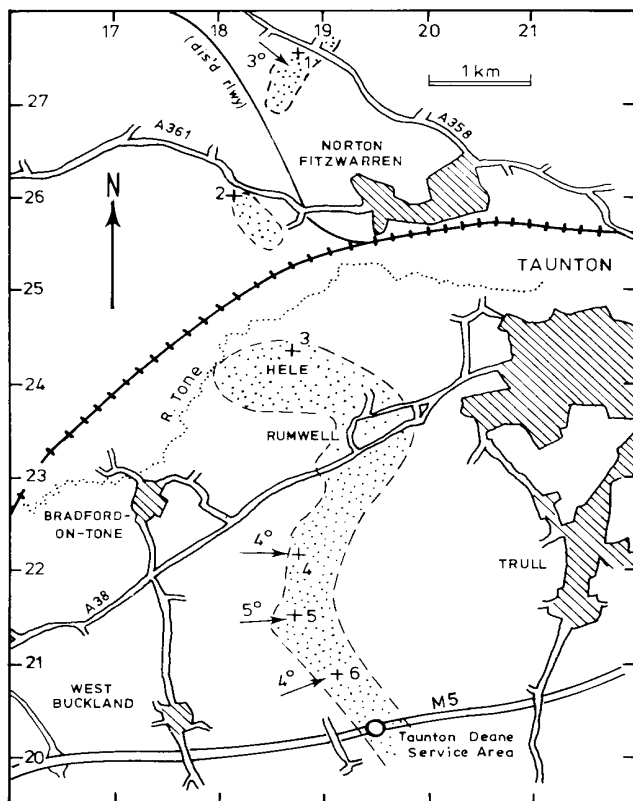 17 18 19 20 21
27
26
25
24
23
22
21
20
(dis'd rlwy)
3° 1
1 km
A358
A361
NORTON
FITZWARREN
N
2
TAUNTON
R. Tone
3
HELE
RUMWELL
BRADFORD-
ON-TONE
A38
4° 4
TRULL
5° 5
4° 6
WEST
BUCKLAND
M5
Taunton Deane
Service Area